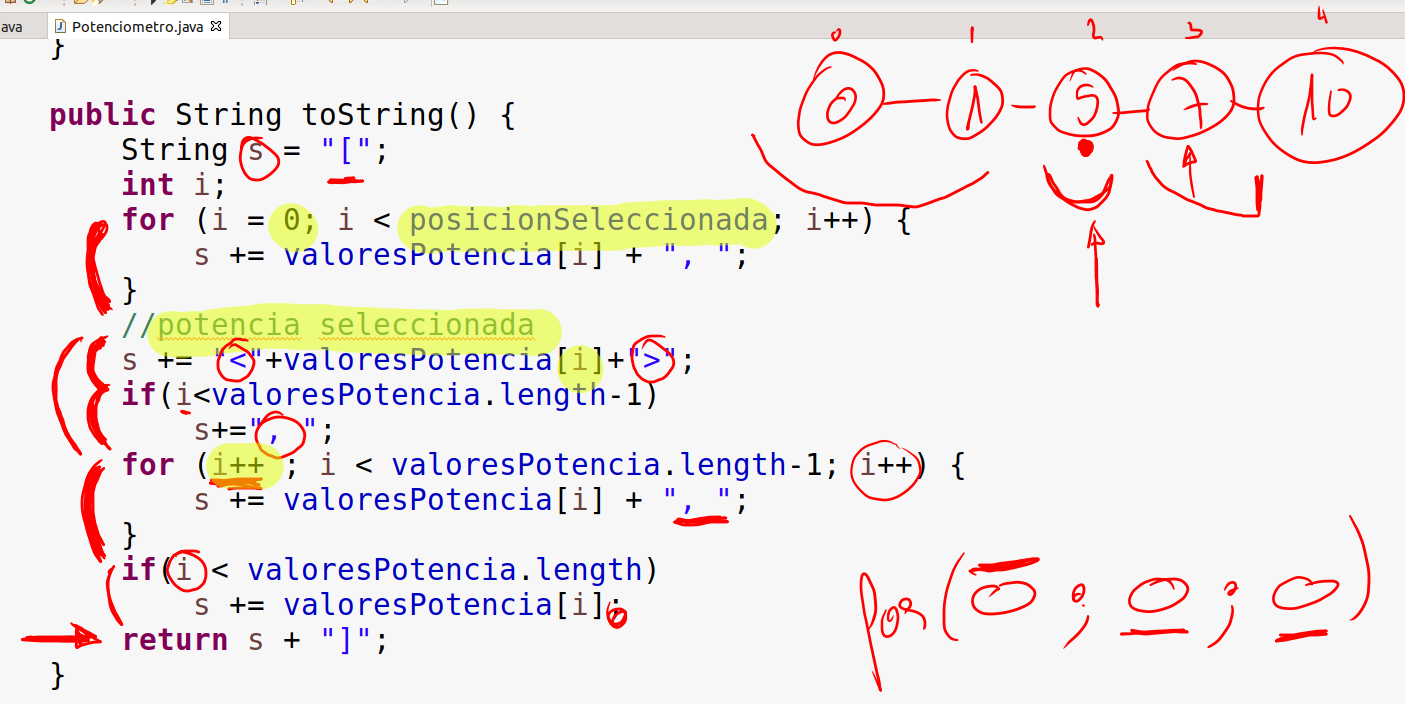 ava
Potenciometro.java
}
public String toString() {
String s = "[";
int i;
for (i = 0; i < posicionSeleccionada; i++) {
s += valoresPotencia[i] + ", ";
}
//potencia seleccionada
s += "<"+valoresPotencia[i]+">";
if(i<valoresPotencia.length-1)
s+=", ";
for (i++ ; i < valoresPotencia.length-1; i++) {
s += valoresPotencia[i] + ", ";
}
if(i < valoresPotencia.length)
s += valoresPotencia[i];
return s + "]";
}
0 1 2 3 4
0 1 5 7 10
for ( ; ; )